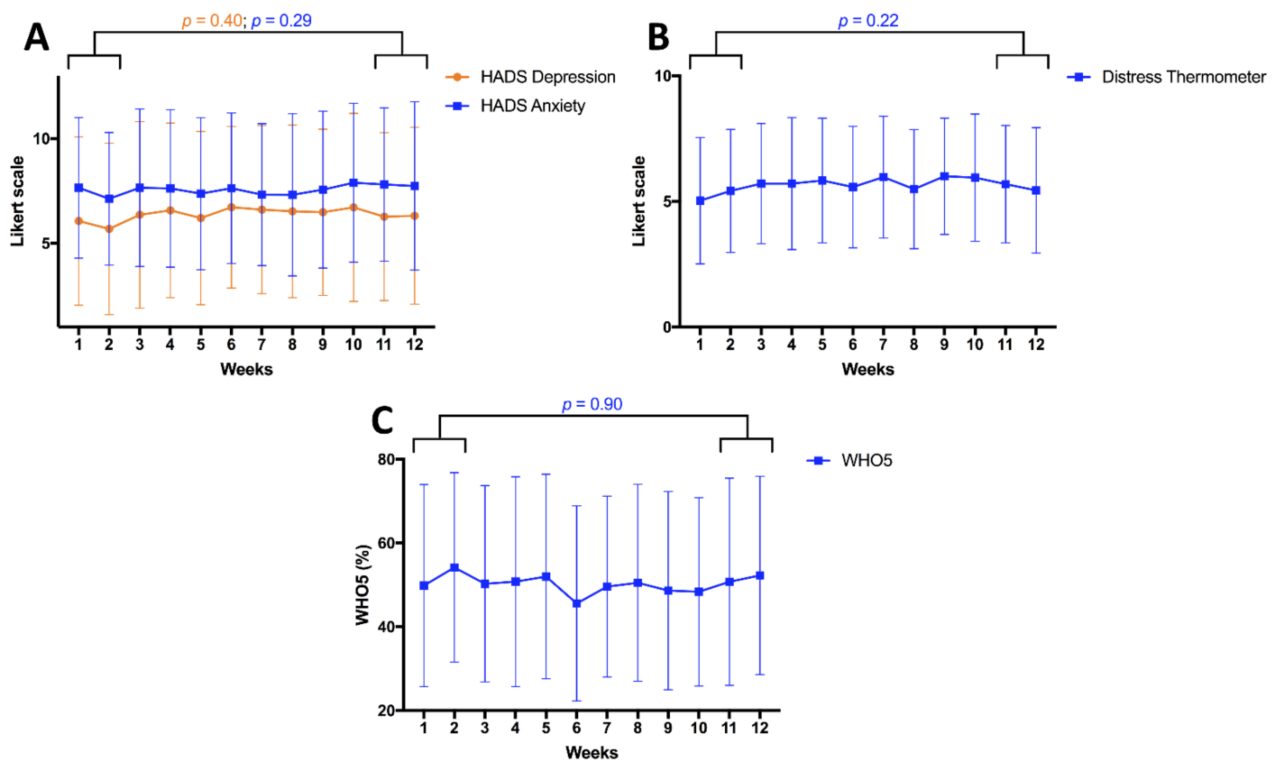 A
p = 0.40; p = 0.29
HADS Depression
HADS Anxiety
Likert scale
10
5
1 2 3 4 5 6 7 8 9 10 11 12
Weeks
B
p = 0.22
Distress Thermometer
Likert scale
10
5
0
1 2 3 4 5 6 7 8 9 10 11 12
Weeks
C
p = 0.90
WHO5
WHO5 (%)
80
60
40
20
1 2 3 4 5 6 7 8 9 10 11 12
Weeks